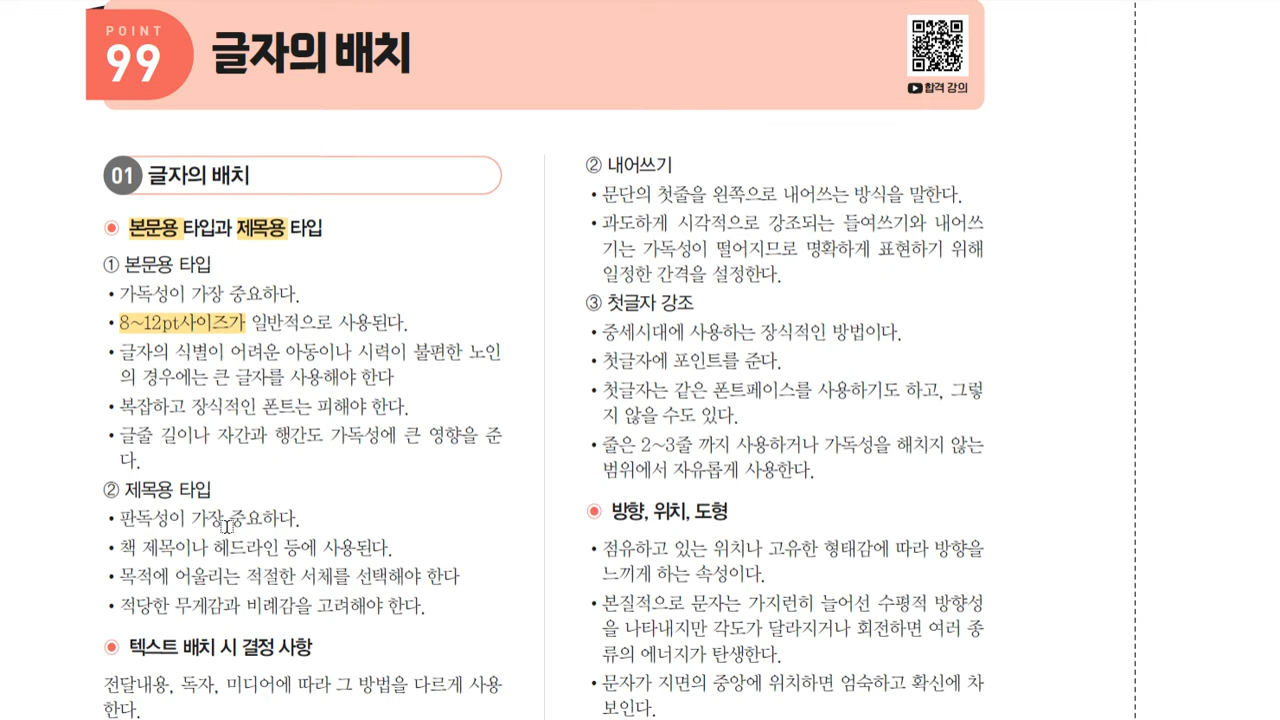 POINT
99
글자의 배치
합격 강의
01 글자의 배치
본문용 타입과 제목용 타입
① 본문용 타입
• 가독성이 가장 중요하다.
• 8~12pt사이즈가 일반적으로 사용된다.
• 글자의 식별이 어려운 아동이나 시력이 불편한 노인
의 경우에는 큰 글자를 사용해야 한다
• 복잡하고 장식적인 폰트는 피해야 한다.
• 글줄 길이나 자간과 행간도 가독성에 큰 영향을 준
다.
② 제목용 타입
• 판독성이 가장 중요하다.
• 책 제목이나 헤드라인 등에 사용된다.
• 목적에 어울리는 적절한 서체를 선택해야 한다
• 적당한 무게감과 비례감을 고려해야 한다.
텍스트 배치 시 결정 사항
전달내용, 독자, 미디어에 따라 그 방법을 다르게 사용
한다.
② 내어쓰기
• 문단의 첫줄을 왼쪽으로 내어쓰는 방식을 말한다.
• 과도하게 시각적으로 강조되는 들여쓰기와 내어쓰
기는 가독성이 떨어지므로 명확하게 표현하기 위해
일정한 간격을 설정한다.
③ 첫글자 강조
• 중세시대에 사용하는 장식적인 방법이다.
• 첫글자에 포인트를 준다.
• 첫글자는 같은 폰트페이스를 사용하기도 하고, 그렇
지 않을 수도 있다.
• 줄은 2~3줄 까지 사용하거나 가독성을 해치지 않는
범위에서 자유롭게 사용한다.
방향, 위치, 도형
• 점유하고 있는 위치나 고유한 형태감에 따라 방향을
느끼게 하는 속성이다.
• 본질적으로 문자는 가지런히 늘어선 수평적 방향성
을 나타내지만 각도가 달라지거나 회전하면 여러 종
류의 에너지가 탄생한다.
• 문자가 지면의 중앙에 위치하면 엄숙하고 확신에 차
보인다.